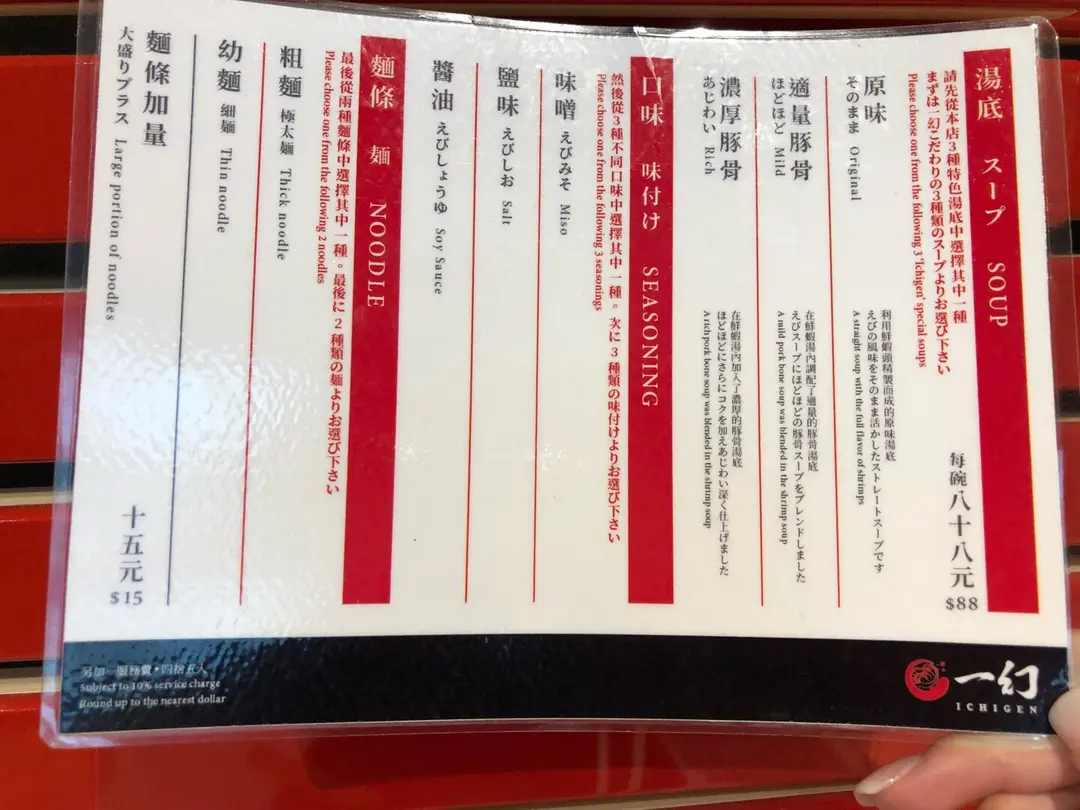 湯底 スープ SOUP
請先從本店3種特色湯底中選擇其中一種
まずは一幻こだわりの3種類のスープよりお選び下さい
Please choose one from the following 3 'Ichigen' special soups
每碗八十八元
$88
原味
そのまま Original
利用鮮蝦頭精製而成的原味湯底
えびの風味をそのまま活かしたストレートスープです
A straight soup with the full flavor of shrimps
適量豚骨
ほどほど Mild
在鮮蝦湯內調配了適量的豚骨湯底
えびスープにほどほどの豚骨スープをブレンドしました
A mild pork bone soup was blended in the shrimp soup
濃厚豚骨
あじわい Rich
在鮮蝦湯內加入了濃厚的豚骨湯底
ほどほどにさらにコクを加えあじわい深く仕上げました
A rich pork bone soup was blended in the shrimp soup
口味 味付け SEASONING
然後從3種不同口味中選擇其中一種。次に3種類の味付けよりお選び下さい
Please choose one from the following 3 seasonings
味噌 えびみそ Miso
鹽味 えびしお Salt
醬油 えびしょうゆ Soy Sauce
麵條 麺 NOODLE
最後從兩種麵條中選擇其中一種。最後に2種類の麺よりお選び下さい
Please choose one from the following 2 noodles
粗麵 極太麺 Thick noodle
幼麵 細麺 Thin noodle
麵條加量
大盛りプラス Large portion of noodles
十五元
$15
另加一服務費・四捨五入
Subject to 10% service charge
Round up to the nearest dollar
一幻
ICHIGEN